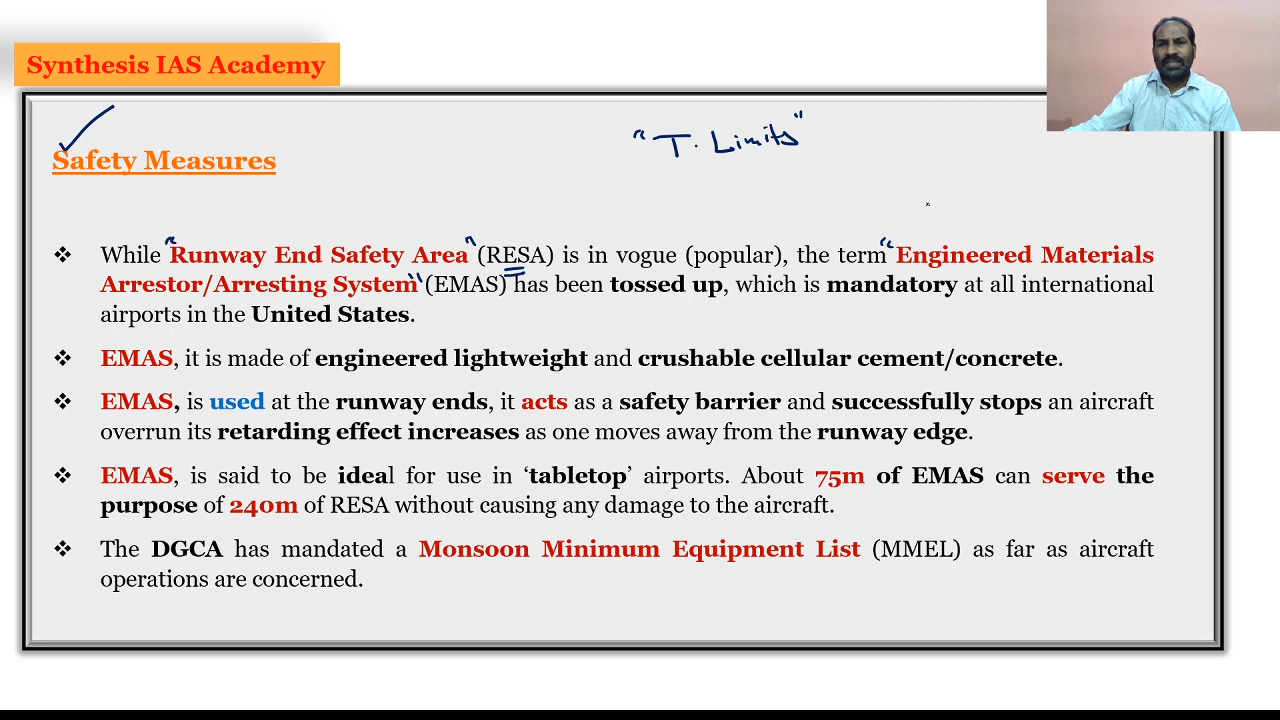 Synthesis IAS Academy
"T. Limits"
Safety Measures
❖ While "Runway End Safety Area" (RESA) is in vogue (popular), the term "Engineered Materials
Arrestor/Arresting System" (EMAS) has been tossed up, which is mandatory at all international
airports in the United States.
❖ EMAS, it is made of engineered lightweight and crushable cellular cement/concrete.
❖ EMAS, is used at the runway ends, it acts as a safety barrier and successfully stops an aircraft
overrun its retarding effect increases as one moves away from the runway edge.
❖ EMAS, is said to be ideal for use in ‘tabletop’ airports. About 75m of EMAS can serve the
purpose of 240m of RESA without causing any damage to the aircraft.
❖ The DGCA has mandated a Monsoon Minimum Equipment List (MMEL) as far as aircraft
operations are concerned.